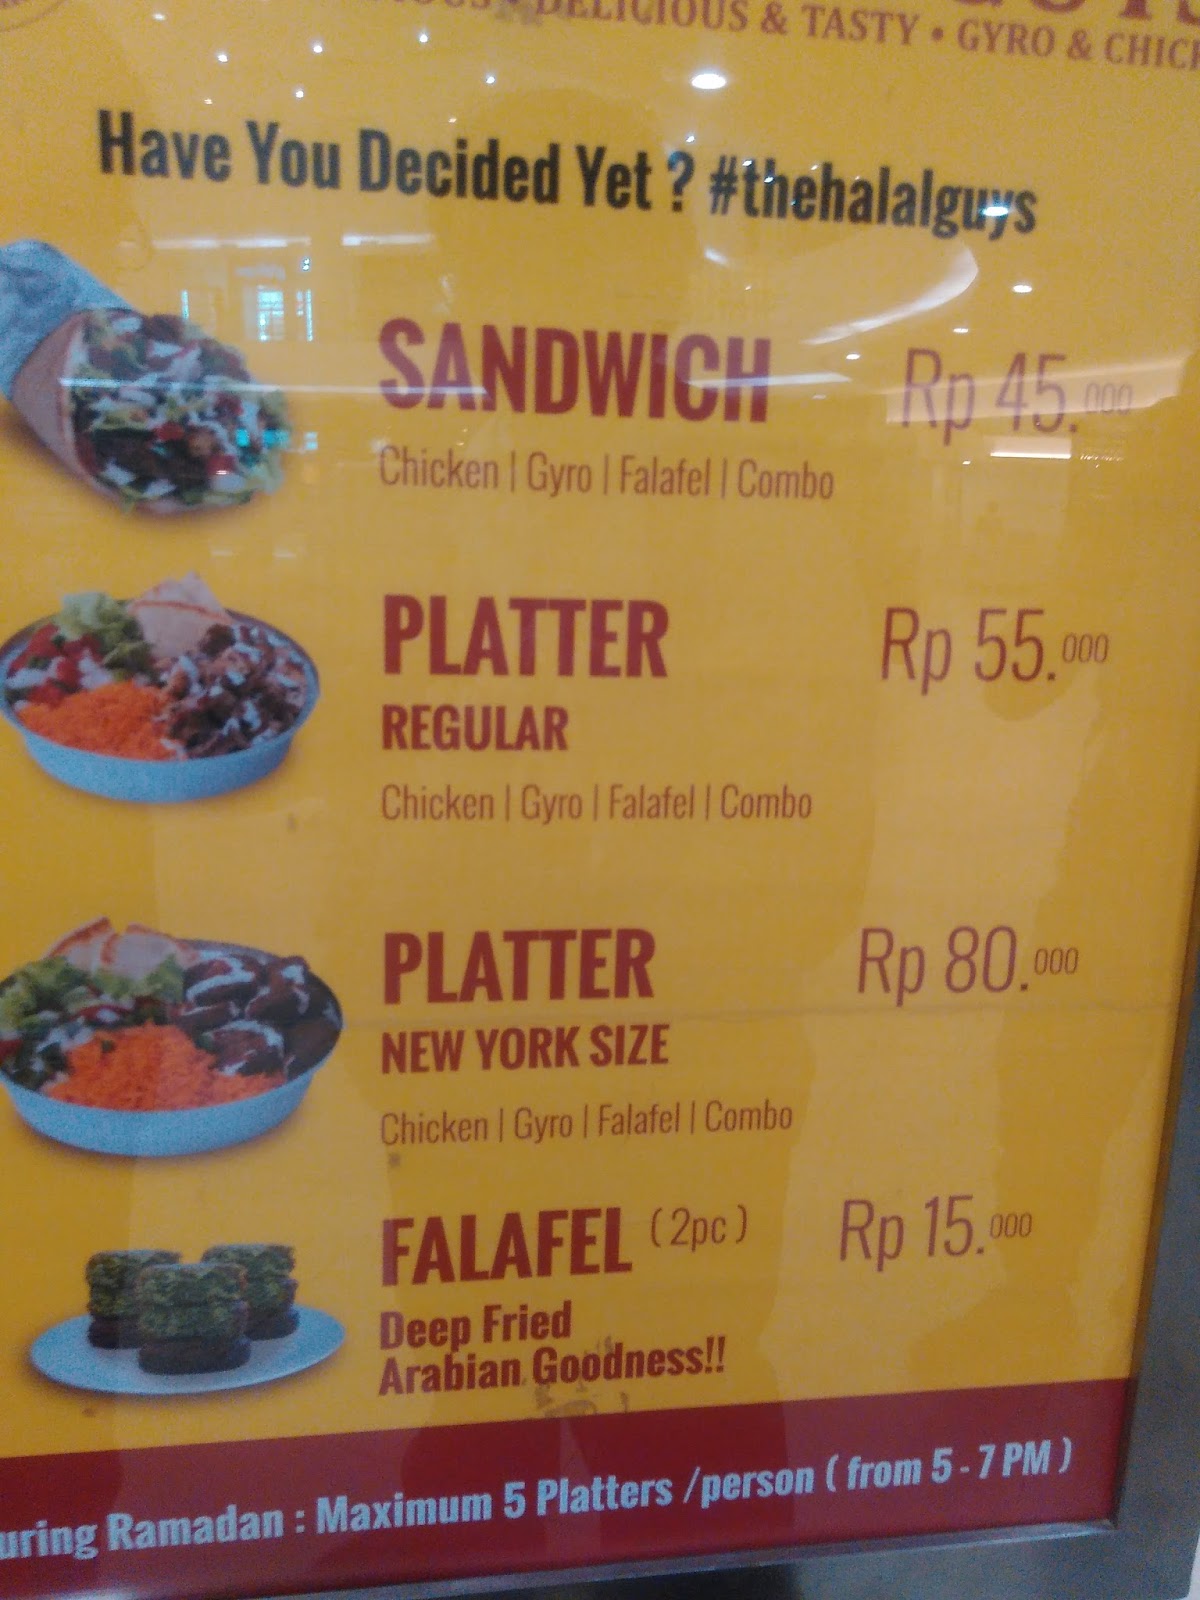 DELICIOUS & TASTY • GYRO & CHICK
Have You Decided Yet ? #thehalalguys
SANDWICH Rp 45.000
Chicken | Gyro | Falafel | Combo
PLATTER Rp 55.000
REGULAR
Chicken | Gyro | Falafel | Combo
PLATTER Rp 80.000
NEW YORK SIZE
Chicken | Gyro | Falafel | Combo
FALAFEL (2pc) Rp 15.000
Deep Fried
Arabian Goodness!!
uring Ramadan : Maximum 5 Platters /person ( from 5 - 7 PM )